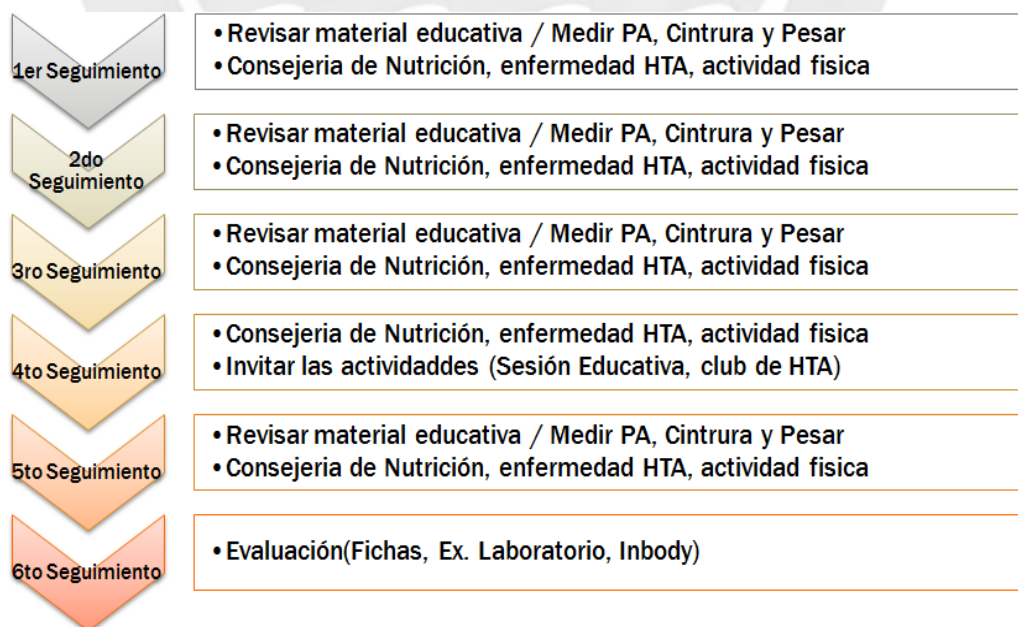 1er Seguimiento
• Revisar material educativa / Medir PA, Cintrura y Pesar
• Consejeria de Nutrición, enfermedad HTA, actividad fisica
2do
Seguimiento
• Revisar material educativa / Medir PA, Cintrura y Pesar
• Consejeria de Nutrición, enfermedad HTA, actividad fisica
3ro Seguimiento
• Revisar material educativa / Medir PA, Cintrura y Pesar
• Consejeria de Nutrición, enfermedad HTA, actividad fisica
4to Seguimiento
• Consejeria de Nutrición, enfermedad HTA, actividad fisica
• Invitar las actividaddes (Sesión Educativa, club de HTA)
5to Seguimiento
• Revisar material educativa / Medir PA, Cintrura y Pesar
• Consejeria de Nutrición, enfermedad HTA, actividad fisica
6to Seguimiento
• Evaluación(Fichas, Ex. Laboratorio, Inbody)